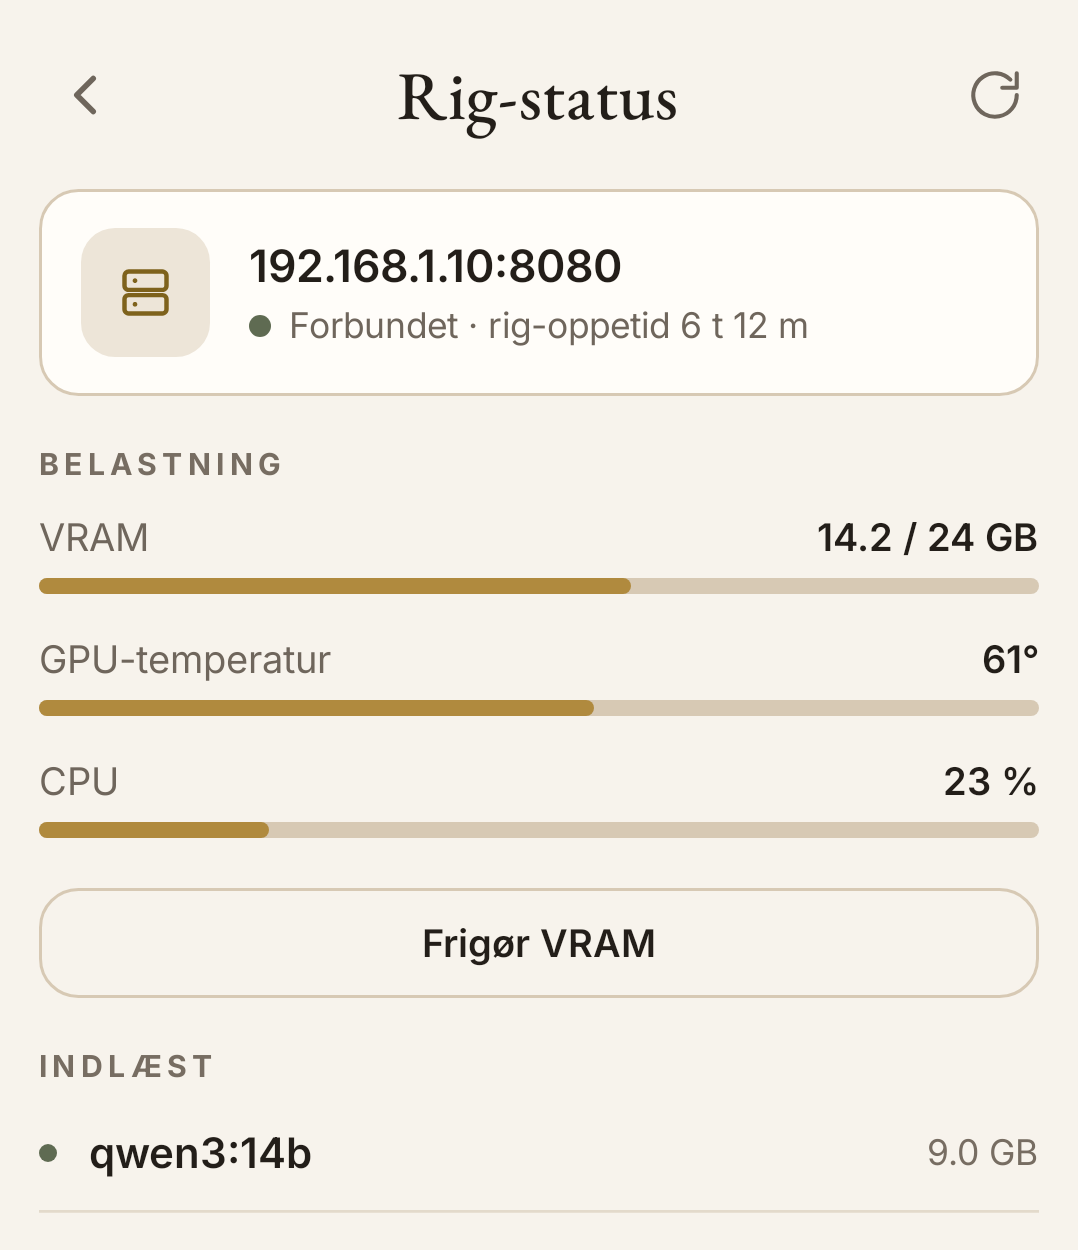 Rig-status
192.168.1.10:8080
Forbundet · rig-oppetid 6 t 12 m
BELASTNING
VRAM 14.2 / 24 GB
GPU-temperatur 61°
CPU 23 %
Frigør VRAM
INDLÆST
qwen3:14b 9.0 GB